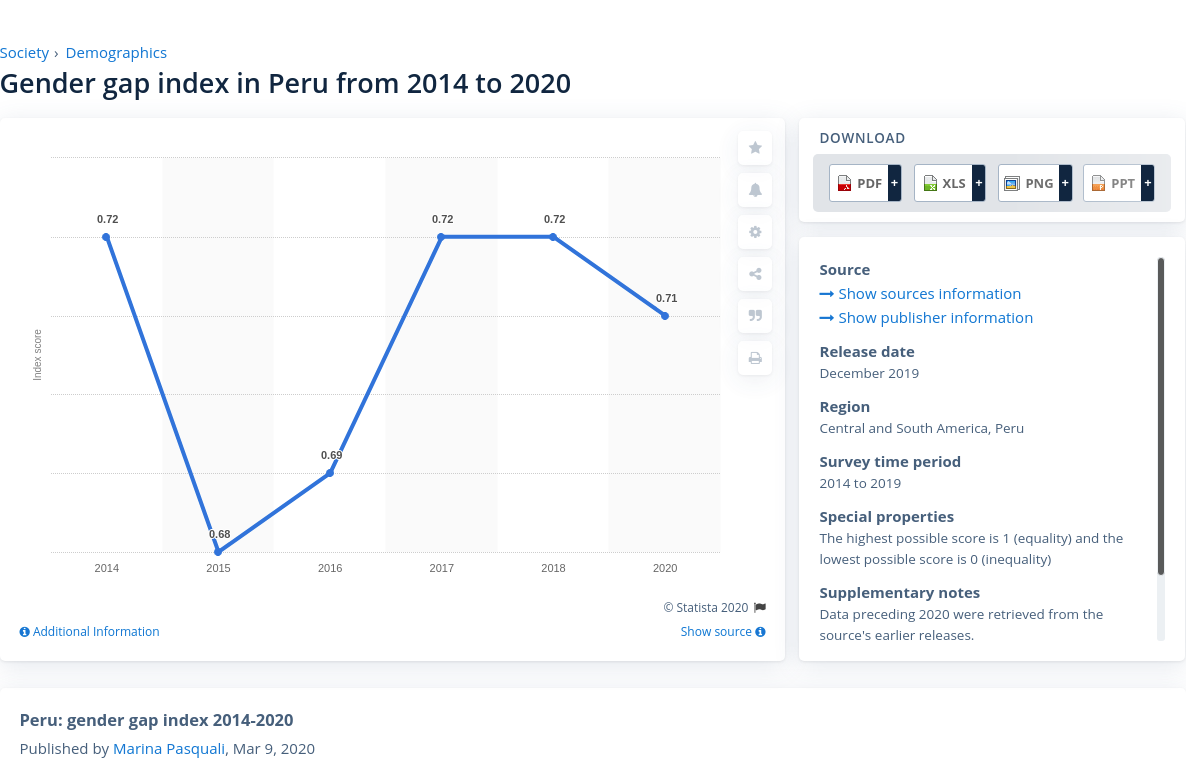 Society › Demographics
Gender gap index in Peru from 2014 to 2020
0.72
0.68
0.69
0.72
0.72
0.71
Index score
2014 2015 2016 2017 2018 2020
© Statista 2020
Additional Information
Show source
DOWNLOAD
PDF + XLS + PNG + PPT +
Source
Show sources information
Show publisher information
Release date
December 2019
Region
Central and South America, Peru
Survey time period
2014 to 2019
Special properties
The highest possible score is 1 (equality) and the
lowest possible score is 0 (inequality)
Supplementary notes
Data preceding 2020 were retrieved from the
source's earlier releases.
Peru: gender gap index 2014-2020
Published by Marina Pasquali, Mar 9, 2020